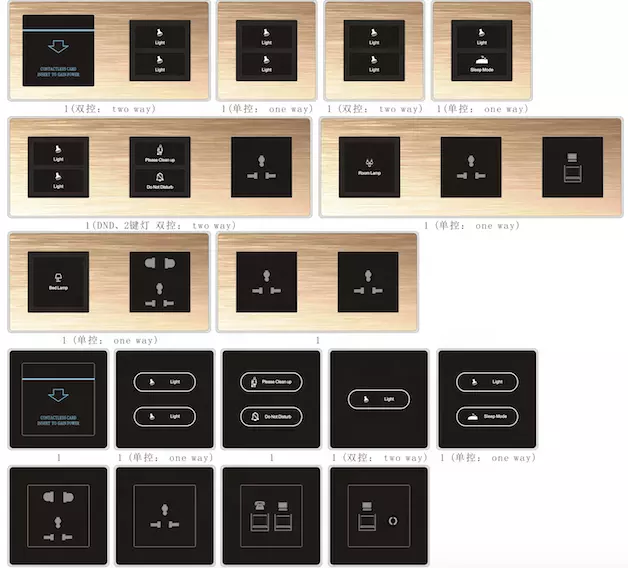 CONTACTLESS CARD
INSERT TO GAIN POWER
Light
Light
Light
Light
Light
Light
Light
Sleep Mode
1(双控: two way)
1(单控: one way)
1(双控: two way)
1(单控: one way)
Light
Light
Please Clean up
Do Not Disturb
Room Lamp
1(DND、2键灯 双控: two way)
1 (单控: one way)
Bed Lamp
1 (单控: one way)
1
CONTACTLESS CARD
INSERT TO GAIN POWER
Light
Light
Please Clean up
Do Not Disturb
Light
Light
Sleep Mode
1
1 (单控: one way)
1
1 (双控: two way)
1 (单控: one way)